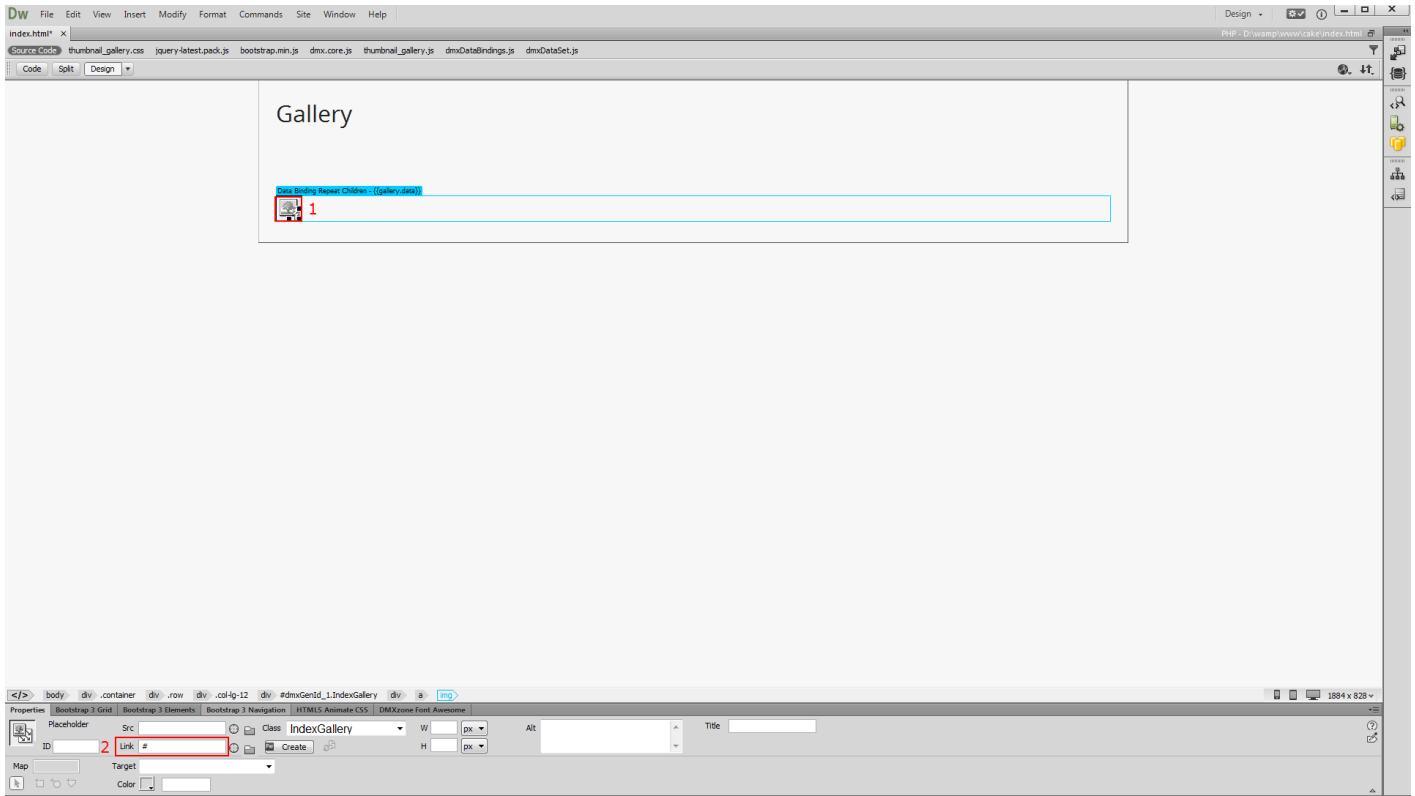 Dw File Edit View Insert Modify Format Commands Site Window Help Design
index.html* × PHP - D:\wamp\www\cake\index.html
Source Code thumbnail_gallery.css jquery-latest.pack.js bootstrap.min.js dmx.core.js thumbnail_gallery.js dmxDataBindings.js dmxDataSet.js
Code Split Design
Gallery
Data Binding Repeat Children - {{gallery.data}}
1
</> body div .container div .row div .col-lg-12 div #dmxGenId_1.IndexGallery div a img 1884 x 828
Properties Bootstrap 3 Grid Bootstrap 3 Elements Bootstrap 3 Navigation HTML5 Animate CSS DMXzone Font Awesome
Placeholder Src Class IndexGallery W px Alt Title
ID 2 Link # Create H px
Map Target
Color